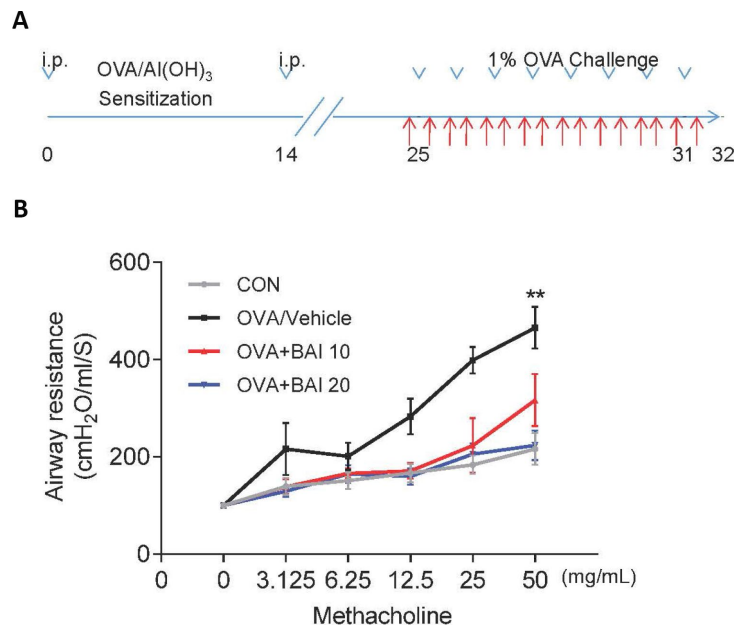 A
i.p. OVA/Al(OH)3 i.p. 1% OVA Challenge
Sensitization
0 14 25 31 32
B
600
400
200
0
Airway resistance
(cmH2O/ml/S)
CON
OVA/Vehicle
OVA+BAI 10
OVA+BAI 20
**
0 0 3.125 6.25 12.5 25 50 (mg/mL)
Methacholine